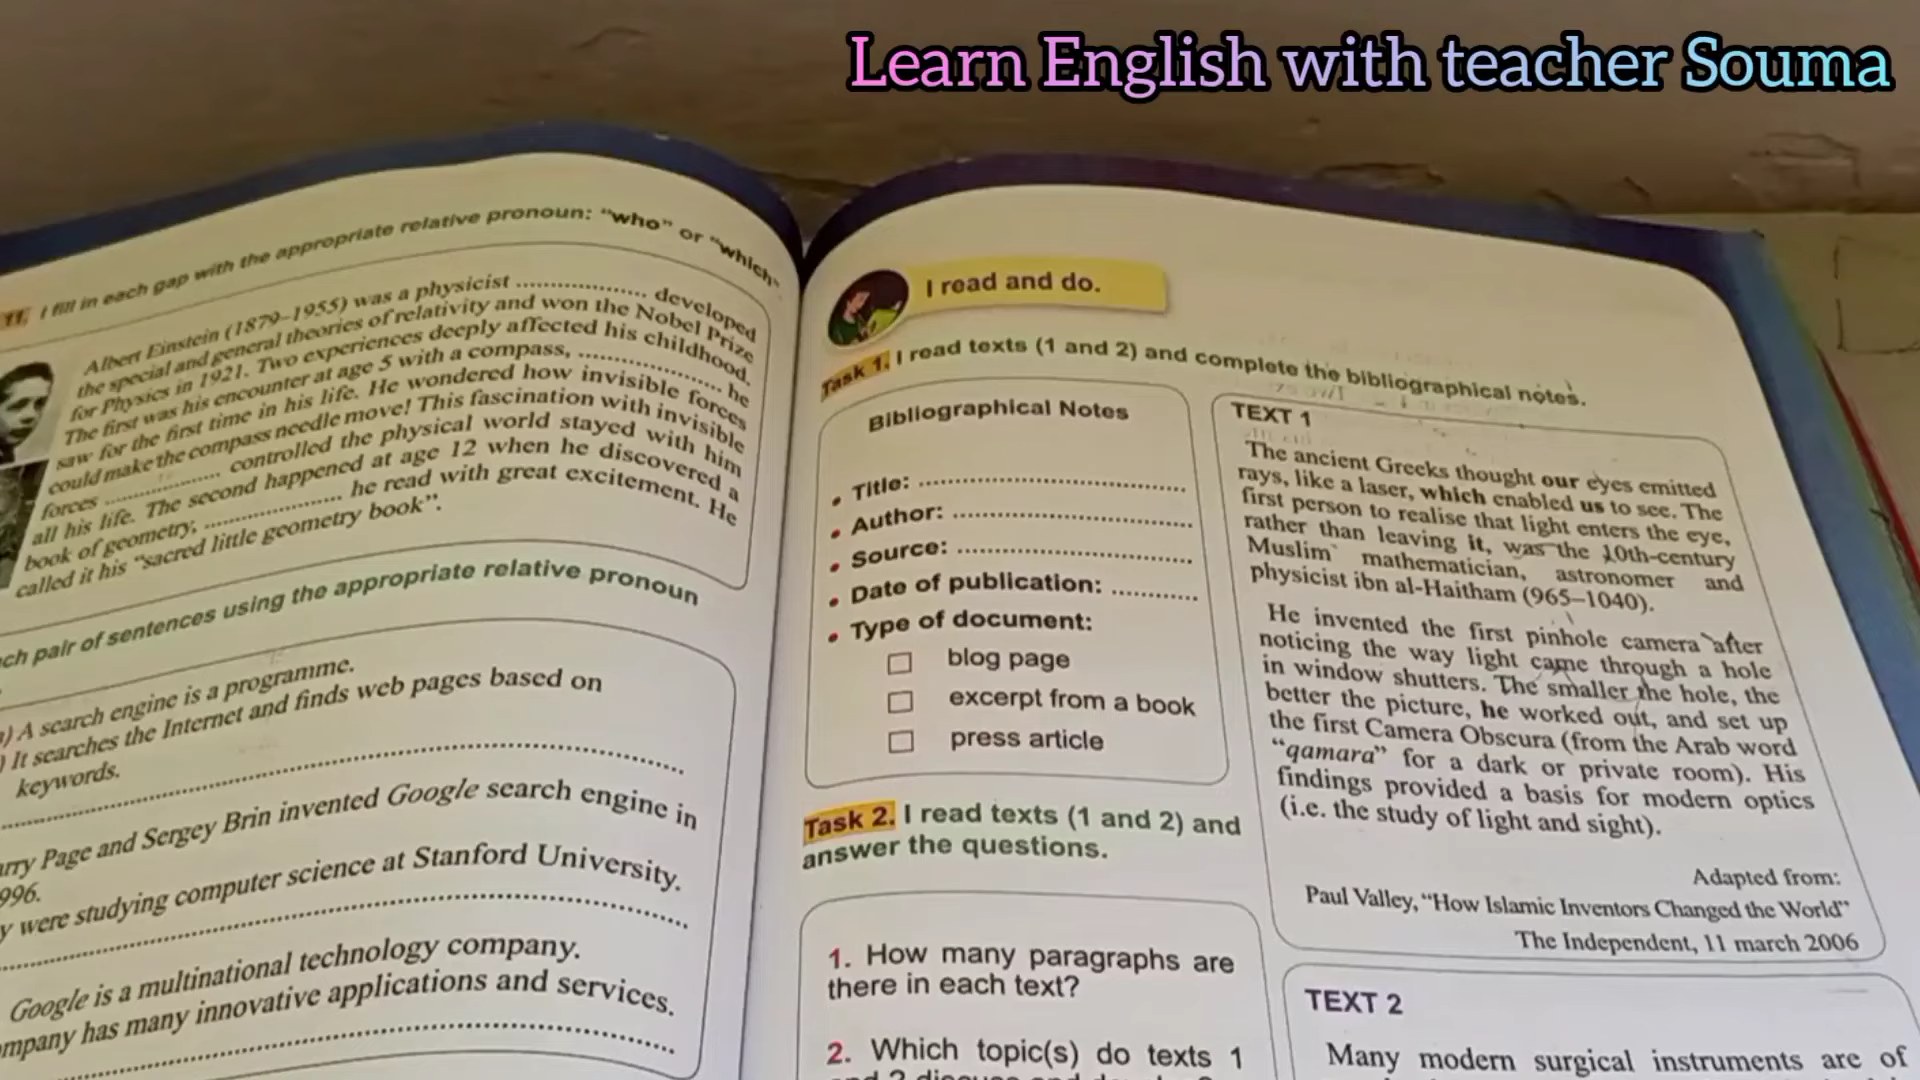 Learn English with teacher Souma
11. I fill in each gap with the appropriate relative pronoun: “who” or “which”
Albert Einstein (1879–1955) was a physicist .................... developed
the special and general theories of relativity and won the Nobel Prize
for Physics in 1921. Two experiences deeply affected his childhood.
The first was his encounter at age 5 with a compass, .................... he
saw for the first time in his life. He wondered how invisible forces
could make the compass needle move! This fascination with invisible
forces .................... controlled the physical world stayed with him
all his life. The second happened at age 12 when he discovered a
book of geometry, .................... he read with great excitement. He
called it his “sacred little geometry book”.
pair of sentences using the appropriate relative pronoun
) A search engine is a programme.
) It searches the Internet and finds web pages based on
keywords.
Page and Sergey Brin invented Google search engine in
996.
were studying computer science at Stanford University.
Google is a multinational technology company.
has many innovative applications and services.
I read and do.
Task 1. I read texts (1 and 2) and complete the bibliographical notes.
Bibliographical Notes
• Title: ....................
• Author: ....................
• Source: ....................
• Date of publication: ............
• Type of document:
☐ blog page
☐ excerpt from a book
☐ press article
Task 2. I read texts (1 and 2) and
answer the questions.
1. How many paragraphs are
there in each text?
2. Which topic(s) do texts 1
TEXT 1
The ancient Greeks thought our eyes emitted
rays, like a laser, which enabled us to see. The
first person to realise that light enters the eye,
rather than leaving it, was the 10th-century
Muslim mathematician, astronomer and
physicist ibn al-Haitham (965–1040).
He invented the first pinhole camera after
noticing the way light came through a hole
in window shutters. The smaller the hole, the
better the picture, he worked out, and set up
the first Camera Obscura (from the Arab word
“qamara” for a dark or private room). His
findings provided a basis for modern optics
(i.e. the study of light and sight).
Adapted from:
Paul Valley, “How Islamic Inventors Changed the World”
The Independent, 11 march 2006
TEXT 2
Many modern surgical instruments are of